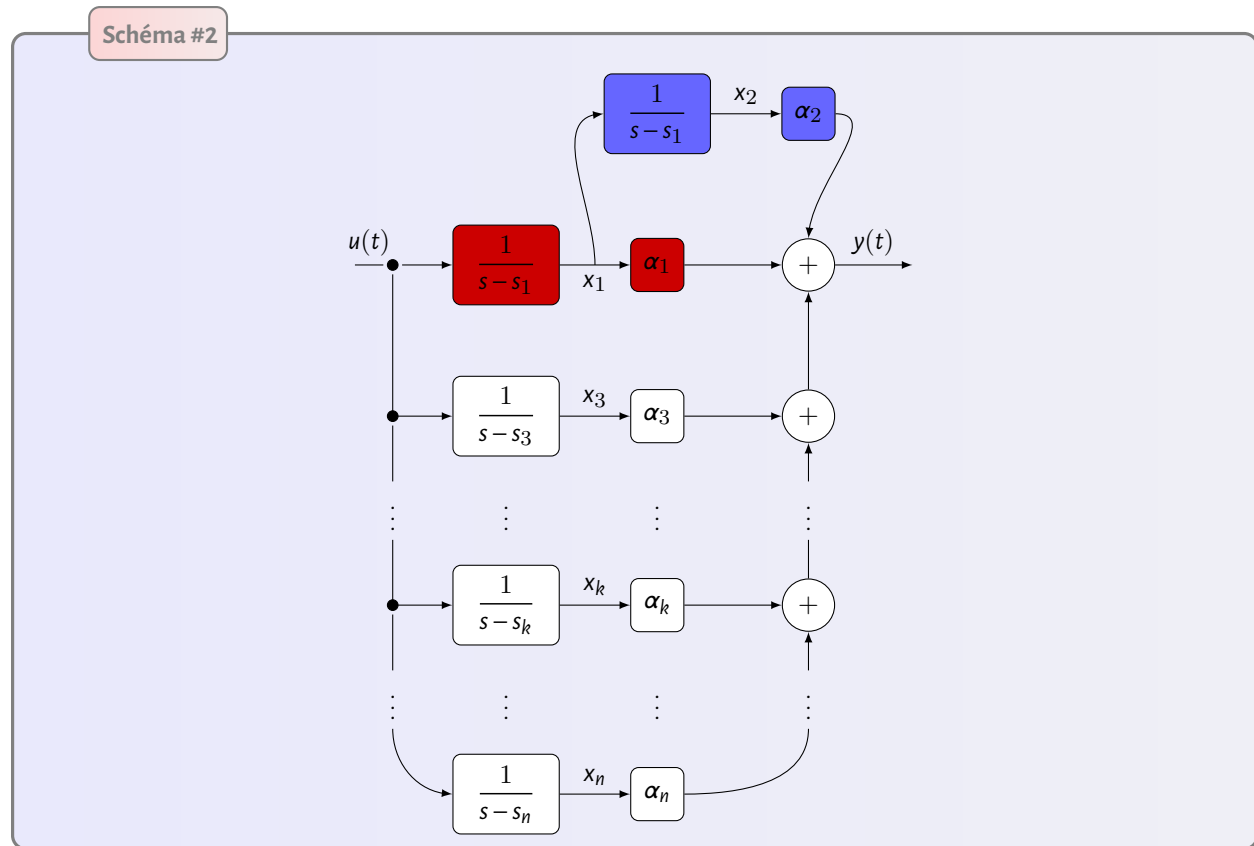 Schéma #2
1
s – s₁
x₂
α₂
u(t)
1
s – s₁
x₁
α₁
+
y(t)
1
s – s₃
x₃
α₃
+
⋮ ⋮ ⋮ ⋮
1
s – sₖ
xₖ
αₖ
+
⋮ ⋮ ⋮ ⋮
1
s – sₙ
xₙ
αₙ